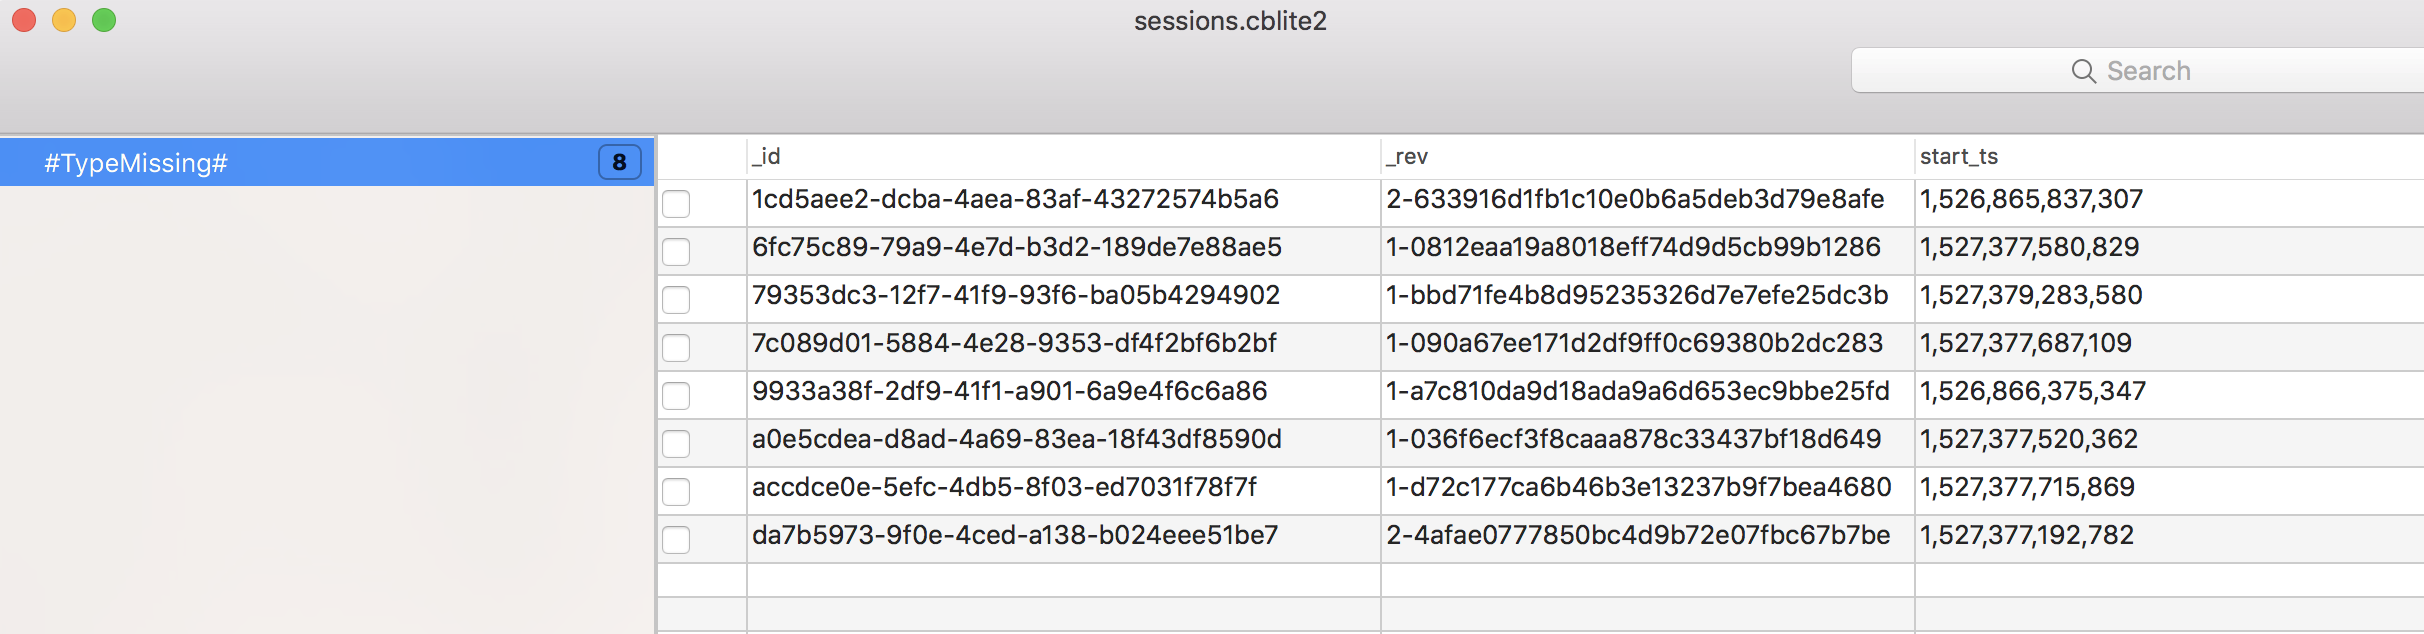 sessions.cblite2
Search
#TypeMissing# 8
_id _rev start_ts
1cd5aee2-dcba-4aea-83af-43272574b5a6 2-633916d1fb1c10e0b6a5deb3d79e8afe 1,526,865,837,307
6fc75c89-79a9-4e7d-b3d2-189de7e88ae5 1-0812eaa19a8018eff74d9d5cb99b1286 1,527,377,580,829
79353dc3-12f7-41f9-93f6-ba05b4294902 1-bbd71fe4b8d95235326d7e7efe25dc3b 1,527,379,283,580
7c089d01-5884-4e28-9353-df4f2bf6b2bf 1-090a67ee171d2df9ff0c69380b2dc283 1,527,377,687,109
9933a38f-2df9-41f1-a901-6a9e4f6c6a86 1-a7c810da9d18ada9a6d653ec9bbe25fd 1,526,866,375,347
a0e5cdea-d8ad-4a69-83ea-18f43df8590d 1-036f6ecf3f8caaa878c33437bf18d649 1,527,377,520,362
accdce0e-5efc-4db5-8f03-ed7031f78f7f 1-d72c177ca6b46b3e13237b9f7bea4680 1,527,377,715,869
da7b5973-9f0e-4ced-a138-b024eee51be7 2-4afae0777850bc4d9b72e07fbc67b7be 1,527,377,192,782